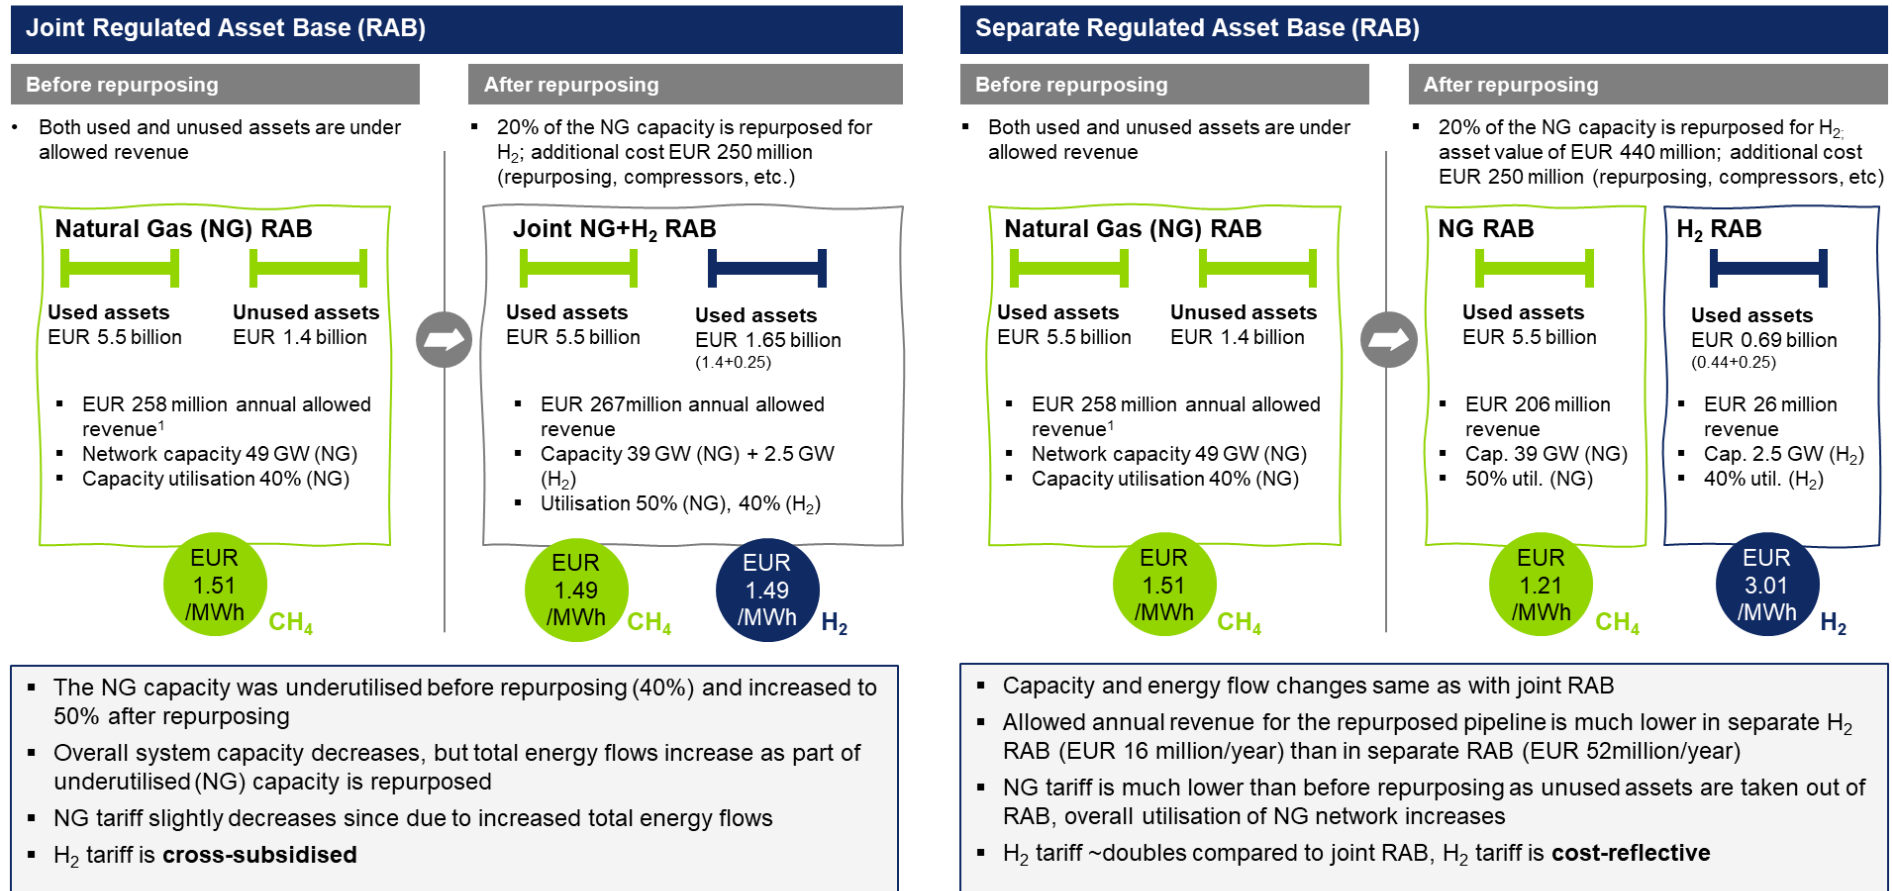 Joint Regulated Asset Base (RAB)
Before repurposing
• Both used and unused assets are under
allowed revenue
Natural Gas (NG) RAB
Used assets
EUR 5.5 billion
Unused assets
EUR 1.4 billion
▪ EUR 258 million annual allowed
revenue¹
▪ Network capacity 49 GW (NG)
▪ Capacity utilisation 40% (NG)
EUR
1.51
/MWh
CH₄
After repurposing
▪ 20% of the NG capacity is repurposed for
H₂; additional cost EUR 250 million
(repurposing, compressors, etc.)
Joint NG+H₂ RAB
Used assets
EUR 5.5 billion
Used assets
EUR 1.65 billion
(1.4+0.25)
▪ EUR 267million annual allowed
revenue
▪ Capacity 39 GW (NG) + 2.5 GW
(H₂)
▪ Utilisation 50% (NG), 40% (H₂)
EUR
1.49
/MWh
CH₄
EUR
1.49
/MWh
H₂
▪ The NG capacity was underutilised before repurposing (40%) and increased to
50% after repurposing
▪ Overall system capacity decreases, but total energy flows increase as part of
underutilised (NG) capacity is repurposed
▪ NG tariff slightly decreases since due to increased total energy flows
▪ H₂ tariff is cross-subsidised
Separate Regulated Asset Base (RAB)
Before repurposing
▪ Both used and unused assets are under
allowed revenue
Natural Gas (NG) RAB
Used assets
EUR 5.5 billion
Unused assets
EUR 1.4 billion
▪ EUR 258 million annual allowed
revenue¹
▪ Network capacity 49 GW (NG)
▪ Capacity utilisation 40% (NG)
EUR
1.51
/MWh
CH₄
After repurposing
▪ 20% of the NG capacity is repurposed for H₂;
asset value of EUR 440 million; additional cost
EUR 250 million (repurposing, compressors, etc)
NG RAB
Used assets
EUR 5.5 billion
▪ EUR 206 million
revenue
▪ Cap. 39 GW (NG)
▪ 50% util. (NG)
EUR
1.21
/MWh
CH₄
H₂ RAB
Used assets
EUR 0.69 billion
(0.44+0.25)
▪ EUR 26 million
revenue
▪ Cap. 2.5 GW (H₂)
▪ 40% util. (H₂)
EUR
3.01
/MWh
H₂
▪ Capacity and energy flow changes same as with joint RAB
▪ Allowed annual revenue for the repurposed pipeline is much lower in separate H₂
RAB (EUR 16 million/year) than in separate RAB (EUR 52million/year)
▪ NG tariff is much lower than before repurposing as unused assets are taken out of
RAB, overall utilisation of NG network increases
▪ H₂ tariff ~doubles compared to joint RAB, H₂ tariff is cost-reflective